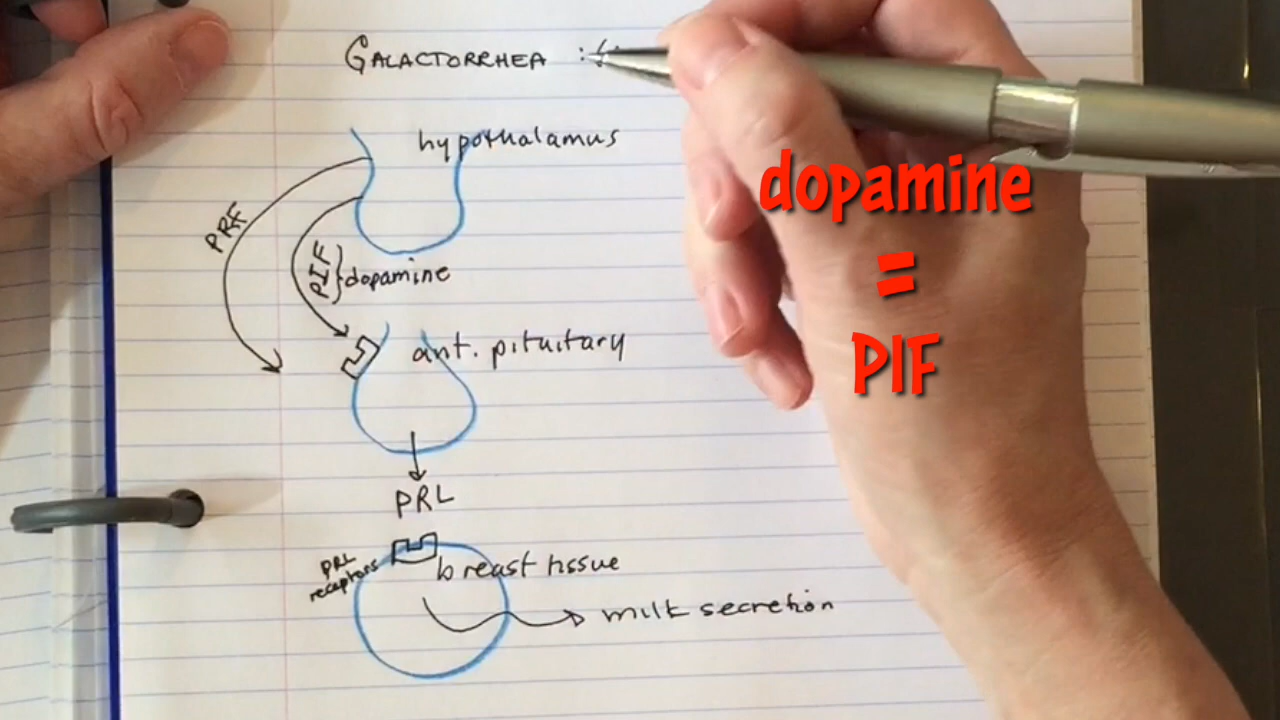 GALACTORRHEA :
hypothalamus
PRF
PIF } dopamine
ant. pituitary
PRL
PRL
receptors
breast tissue
milk secretion
dopamine
=
PIF